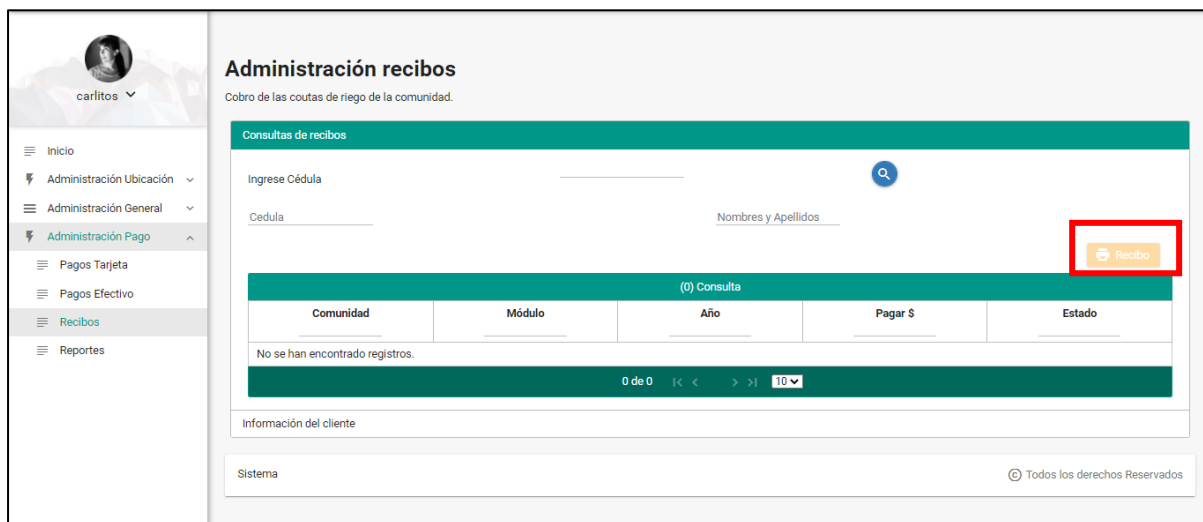 carlitos
Inicio
Administración Ubicación
Administración General
Administración Pago
Pagos Tarjeta
Pagos Efectivo
Recibos
Reportes
Administración recibos
Cobro de las coutas de riego de la comunidad.
Consultas de recibos
Ingrese Cédula
Cedula Nombres y Apellidos
Recibo
(0) Consulta
Comunidad Módulo Año Pagar $ Estado
No se han encontrado registros.
0 de 0 |< < > >| 10
Información del cliente
Sistema © Todos los derechos Reservados